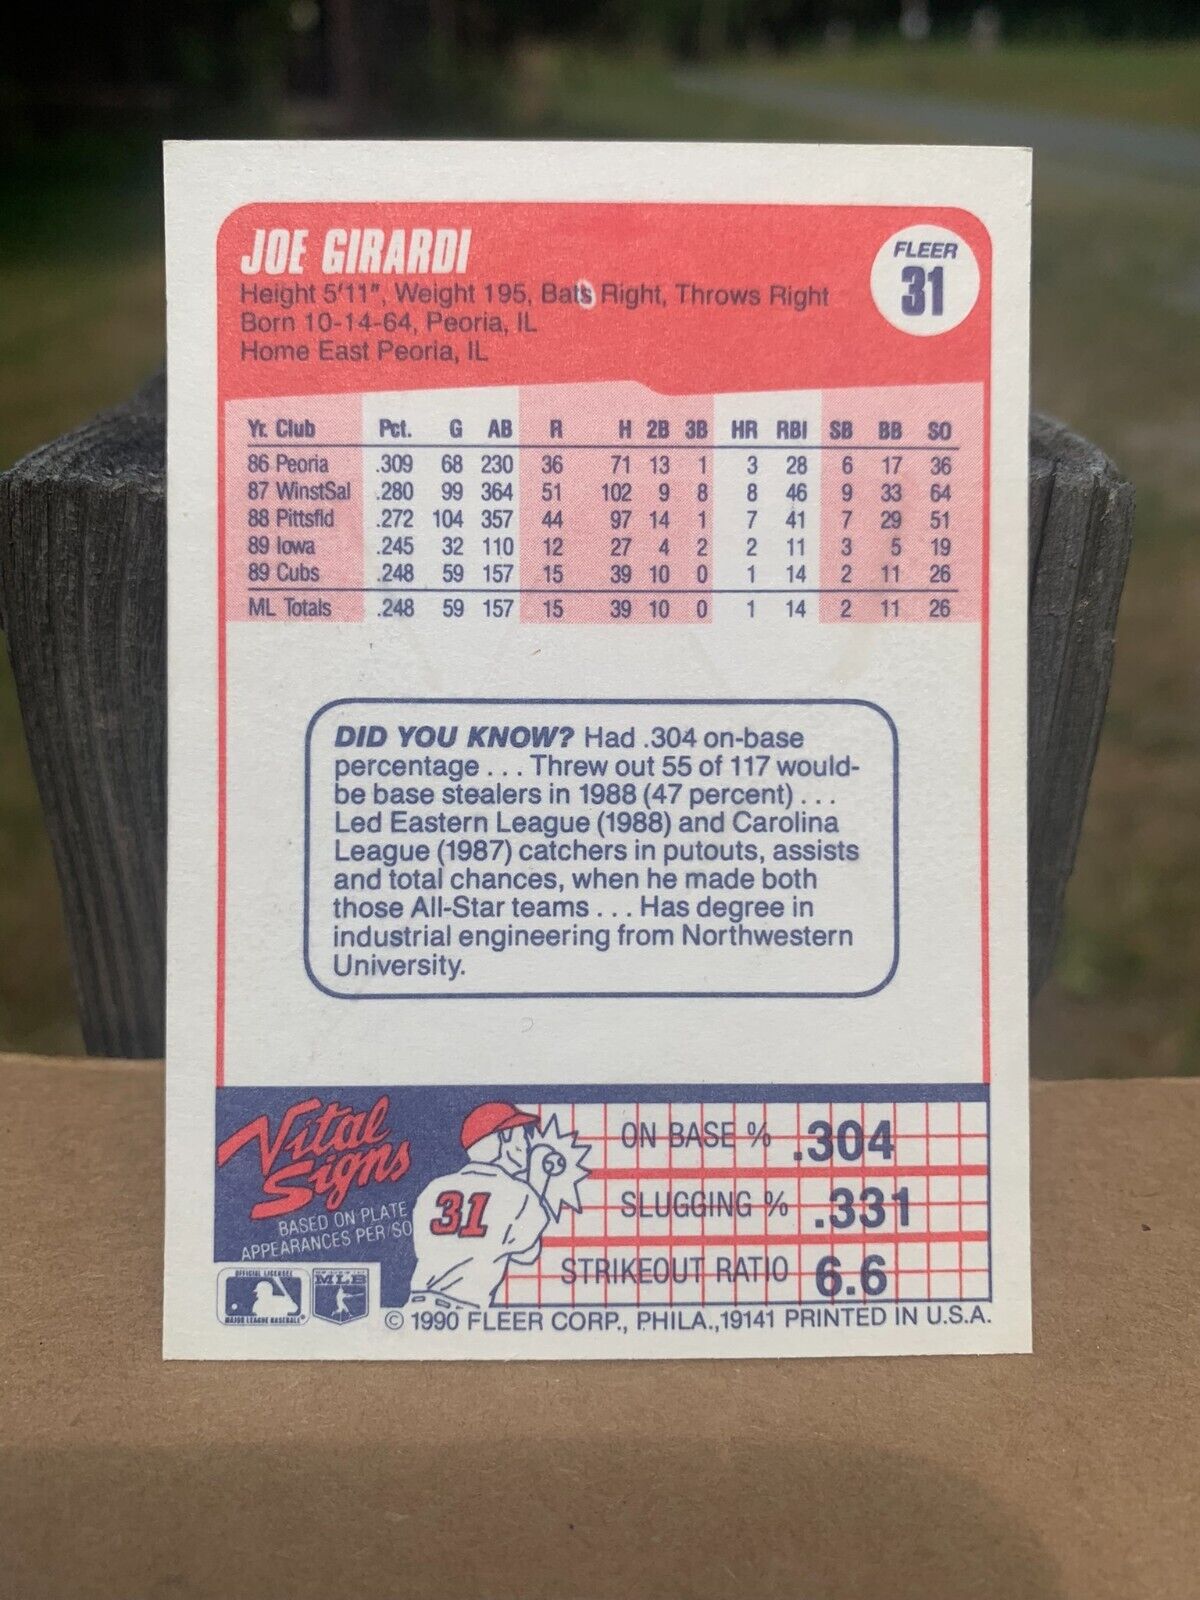 JOE GIRARDI
FLEER
31
Height 5'11", Weight 195, Bats Right, Throws Right
Born 10-14-64, Peoria, IL
Home East Peoria, IL
Yr. Club Pct. G AB R H 2B 3B HR RBI SB BB SO
86 Peoria .309 68 230 36 71 13 1 3 28 6 17 36
87 WinstSal .280 99 364 51 102 9 8 8 46 9 33 64
88 Pittsfld .272 104 357 44 97 14 1 7 41 7 29 51
89 Iowa .245 32 110 12 27 4 2 2 11 3 5 19
89 Cubs .248 59 157 15 39 10 0 1 14 2 11 26
ML Totals .248 59 157 15 39 10 0 1 14 2 11 26
DID YOU KNOW? Had .304 on-base
percentage . . . Threw out 55 of 117 would-
be base stealers in 1988 (47 percent) . . .
Led Eastern League (1988) and Carolina
League (1987) catchers in putouts, assists
and total chances, when he made both
those All-Star teams . . . Has degree in
industrial engineering from Northwestern
University.
Vital
Signs
BASED ON PLATE
APPEARANCES PER/SO
31
ON BASE % .304
SLUGGING % .331
STRIKEOUT RATIO 6.6
OFFICIAL LICENSEE
MAJOR LEAGUE BASEBALL
MLB
© 1990 FLEER CORP., PHILA.,19141 PRINTED IN U.S.A.